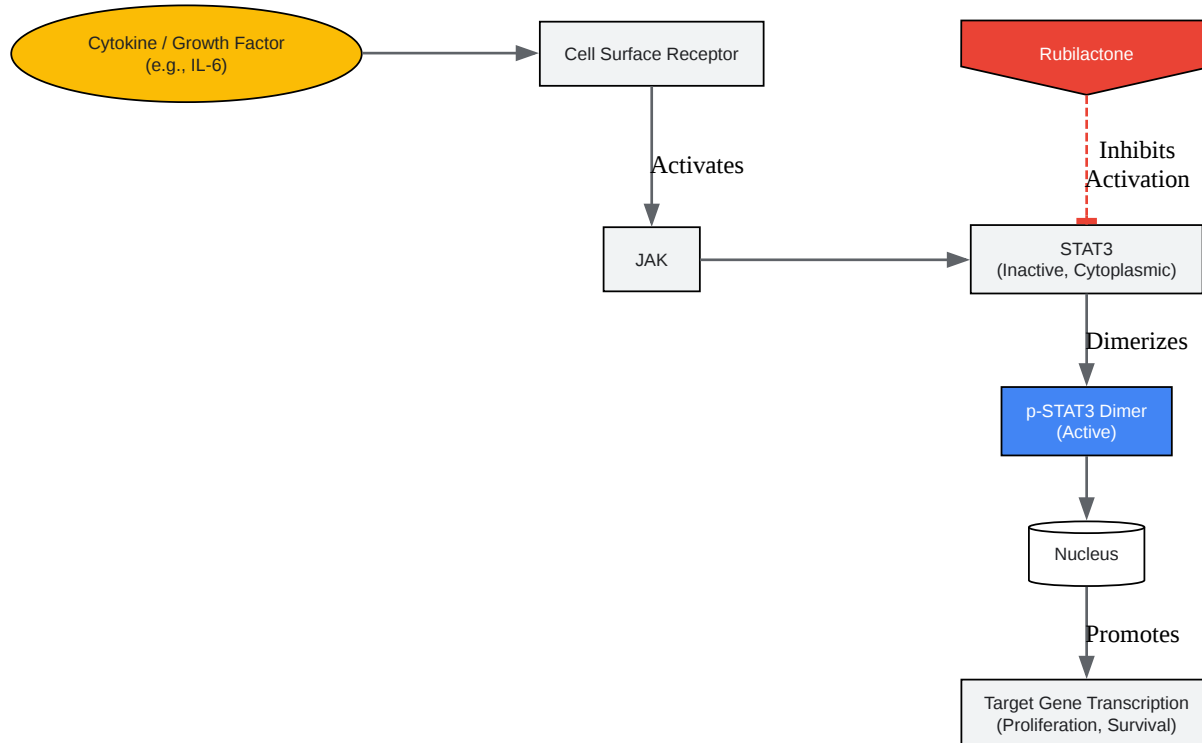 Cytokine / Growth Factor
(e.g., IL-6)
Cell Surface Receptor
Rubilactone
Activates
Inhibits
Activation
JAK
STAT3
(Inactive, Cytoplasmic)
Dimerizes
p-STAT3 Dimer
(Active)
Nucleus
Promotes
Target Gene Transcription
(Proliferation, Survival)